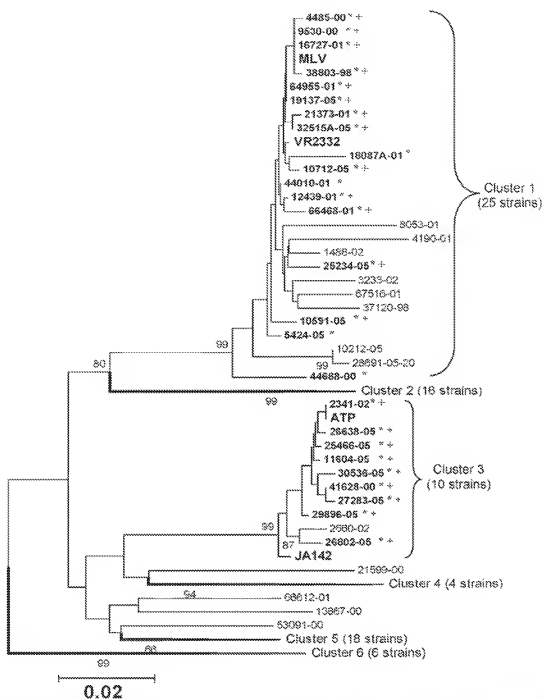 4485-00 * +
9530-00 * +
16727-01 * +
MLV
38803-98 * +
64955-01 * +
19137-05 * +
21373-01 * +
32515A-05 * +
VR2332
18087A-01 *
10712-05 * +
44010-01 *
12439-01 * +
66468-01 * +
Cluster 1
(25 strains)
8053-01
4190-01
1488-02
25234-05 * +
3233-02
67516-01
37120-98
10591-05 * +
5424-05 *
99
10212-05
99
28691-05-20
44688-00 *
80
Cluster 2 (16 strains)
99
2341-02 * +
ATP
26638-05 * +
25466-05 * +
11604-05 * +
30536-05 * +
Cluster 3
(10 strains)
41628-00 * +
27283-05 * +
29896-05 * +
99
2680-02
87
26802-05 * +
JA142
21599-00
Cluster 4 (4 strains)
94
13867-00
53091-00
Cluster 5 (18 strains)
Cluster 6 (6 strains)
99
0.02